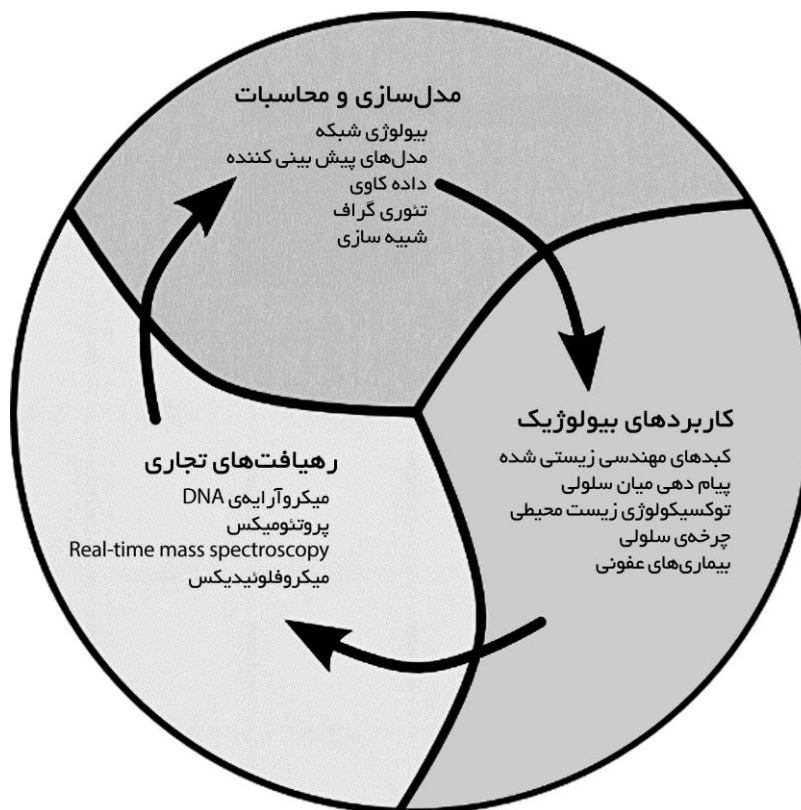 مدل‌سازی و محاسبات
بیولوژی شبکه
مدل‌های پیش بینی کننده
داده کاوی
تئوری گراف
شبیه سازی
کاربردهای بیولوژیک
کبدهای مهندسی زیستی شده
پیام دهی میان سلولی
توکسیکولوژی زیست محیطی
چرخه‌ی سلولی
بیماری‌های عفونی
رهیافت‌های تجاری
میکروآرایه‌ی DNA
پروتئومیکس
Real-time mass spectroscopy
میکروفلوئیدیکس